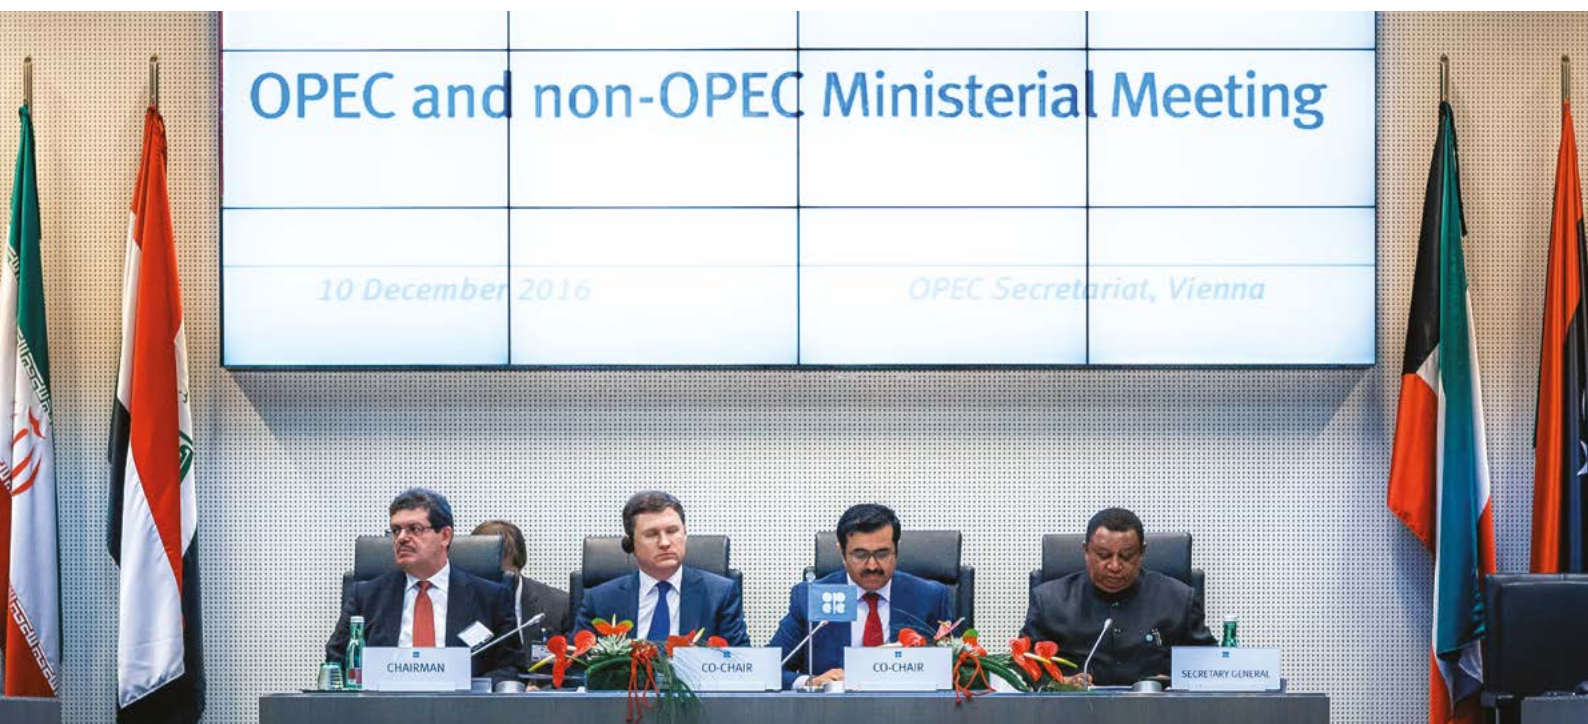 OPEC and non-OPEC Ministerial Meeting
10 December 2016
OPEC Secretariat, Vienna
CHAIRMAN
CO-CHAIR
CO-CHAIR
SECRETARY GENERAL